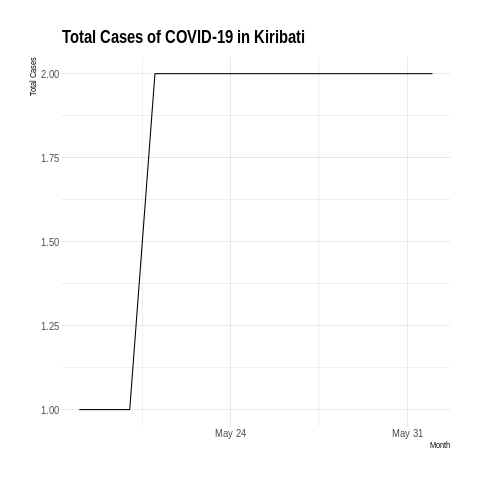 Total Cases of COVID-19 in Kiribati
Total Cases
2.00
1.75
1.50
1.25
1.00
May 24
May 31
Month